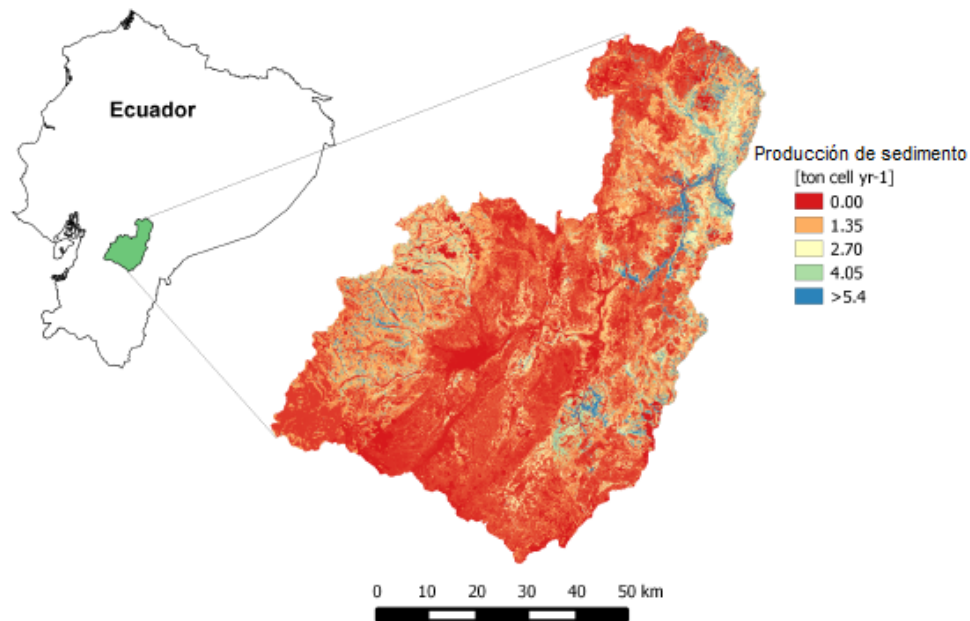 Ecuador
Producción de sedimento
[ton cell yr-1]
0.00
1.35
2.70
4.05
>5.4
0 10 20 30 40 50 km